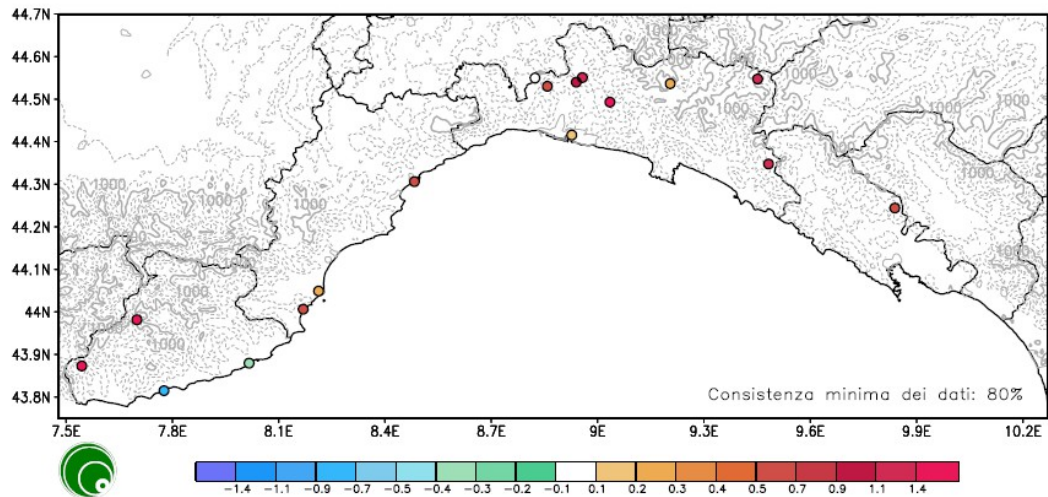 44.7N
44.6N
44.5N
44.4N
44.3N
44.2N
44.1N
44N
43.9N
43.8N
1000
1000
1000
1000
1000
1000
1000
1000
1000
1000
1000
Consistenza minima dei dati: 80%
7.5E 7.8E 8.1E 8.4E 8.7E 9E 9.3E 9.6E 9.9E 10.2E
-1.4 -1.1 -0.9 -0.7 -0.5 -0.4 -0.3 -0.2 -0.1 0.1 0.2 0.3 0.4 0.5 0.7 0.9 1.1 1.4